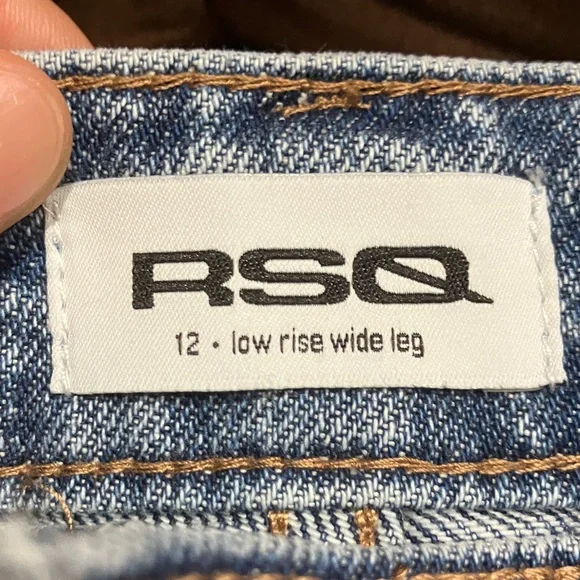 RSQ
12 • low rise wide leg